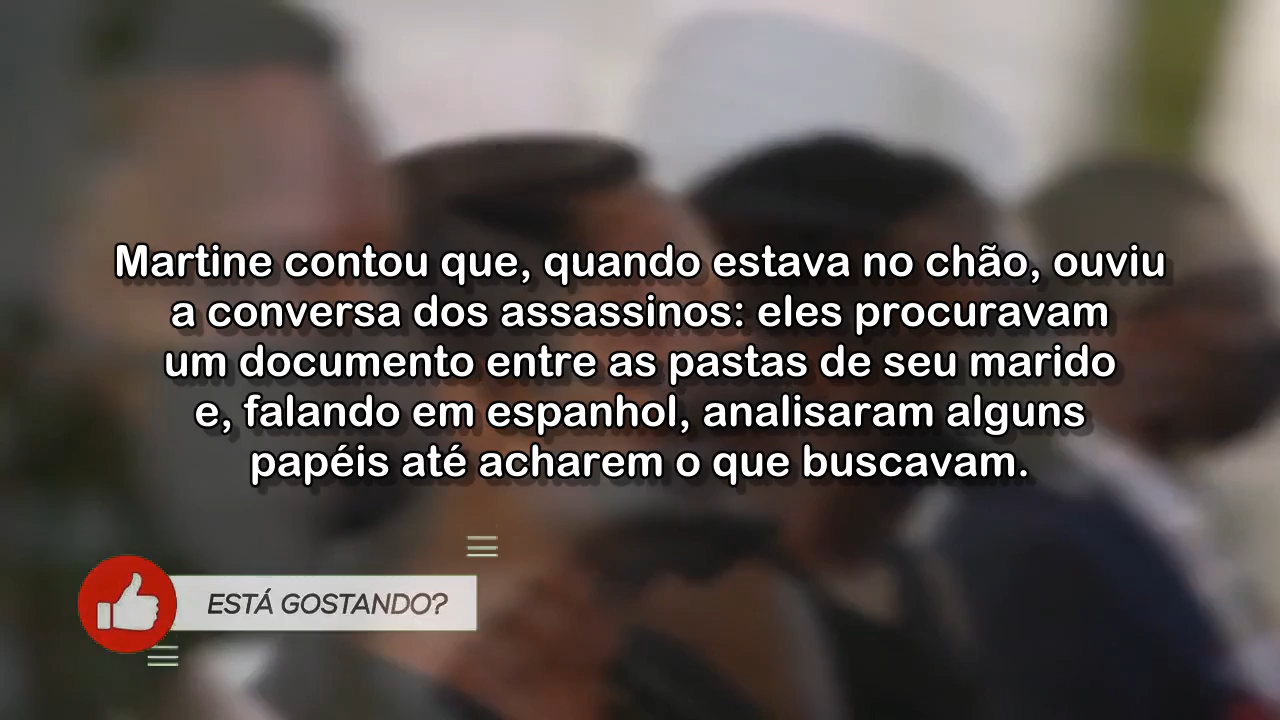 Martine contou que, quando estava no chão, ouviu
a conversa dos assassinos: eles procuravam
um documento entre as pastas de seu marido
e, falando em espanhol, analisaram alguns
papéis até acharem o que buscavam.
ESTÁ GOSTANDO?